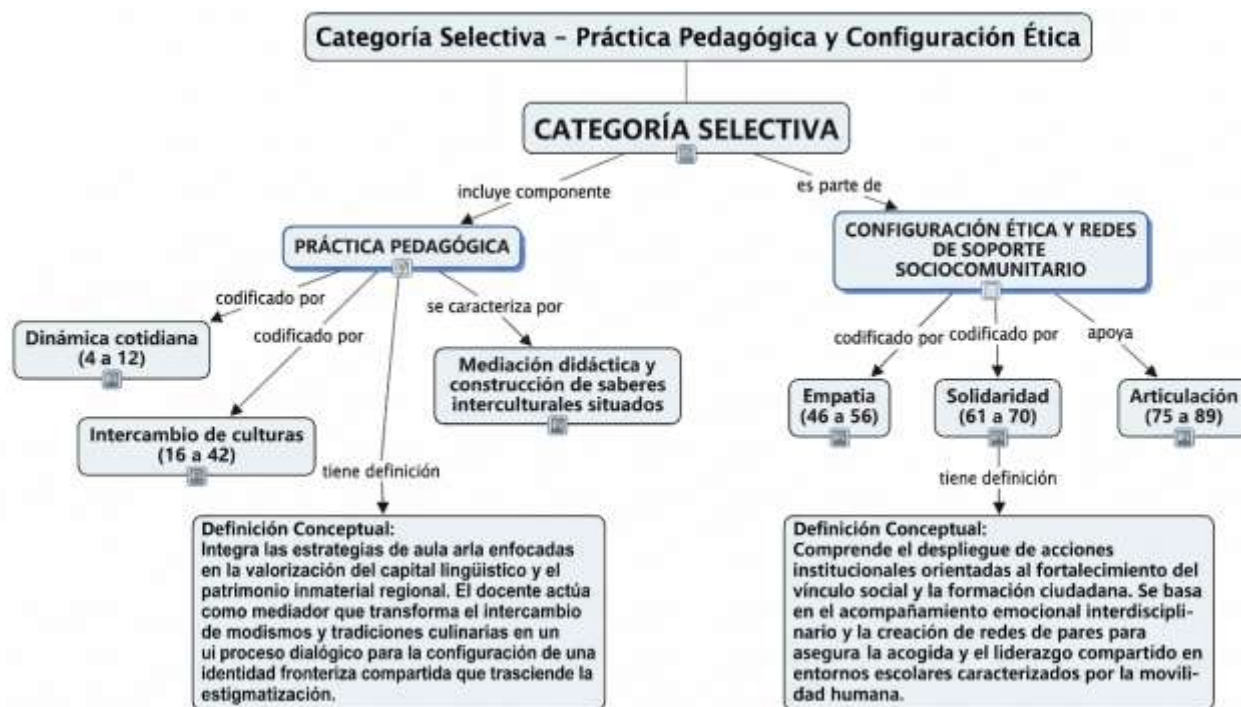 Categoría Selectiva – Práctica Pedagógica y Configuración Ética
CATEGORÍA SELECTIVA
incluye componente
es parte de
PRÁCTICA PEDAGÓGICA
CONFIGURACIÓN ÉTICA Y REDES
DE SOPORTE
SOCIOCOMUNITARIO
codificado por
codificado por
se caracteriza por
codificado por
codificado por
apoya
Dinámica cotidiana
(4 a 12)
Intercambio de culturas
(16 a 42)
Mediación didáctica y
construcción de saberes
interculturales situados
Empatia
(46 a 56)
Solidaridad
(61 a 70)
Articulación
(75 a 89)
tiene definición
tiene definición
Definición Conceptual:
Integra las estrategias de aula arla enfocadas
en la valorización del capital lingüistico y el
patrimonio inmaterial regional. El docente actúa
como mediador que transforma el intercambio
de modismos y tradiciones culinarias en un
ui proceso dialógico para la configuración de una
identidad fronteriza compartida que trasciende la
estigmatización.
Definición Conceptual:
Comprende el despliegue de acciones
institucionales orientadas al fortalecimiento del
vínculo social y la formación ciudadana. Se basa
en el acompañamiento emocional interdiscipli-
nario y la creación de redes de pares para
asegura la acogida y el liderazgo compartido en
entornos escolares caracterizados por la movili-
dad humana.